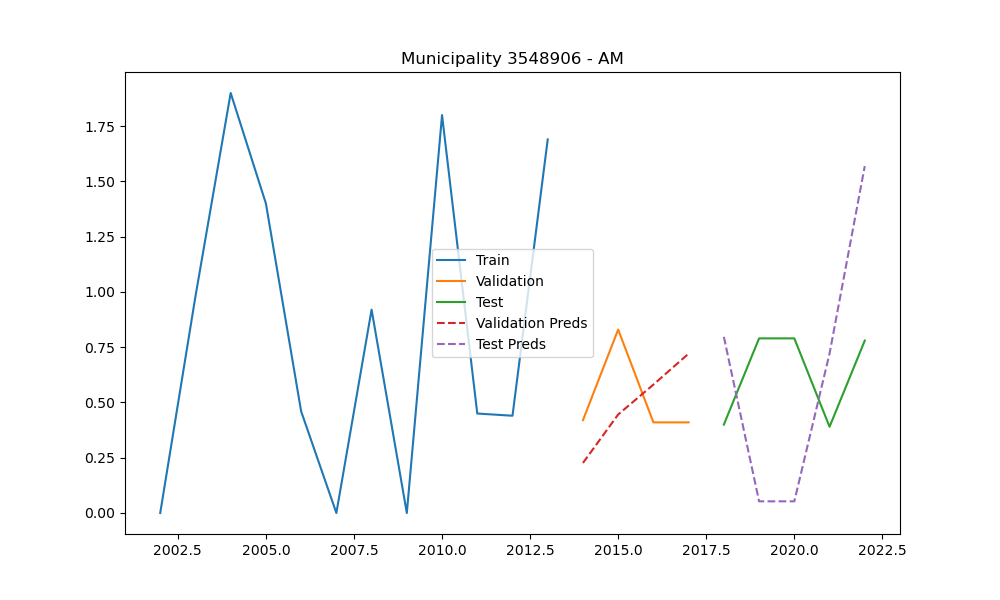 Municipality 3548906 - AM
1.75
1.50
1.25
1.00
0.75
0.50
0.25
0.00
Train
Validation
Test
Validation Preds
Test Preds
2002.5 2005.0 2007.5 2010.0 2012.5 2015.0 2017.5 2020.0 2022.5